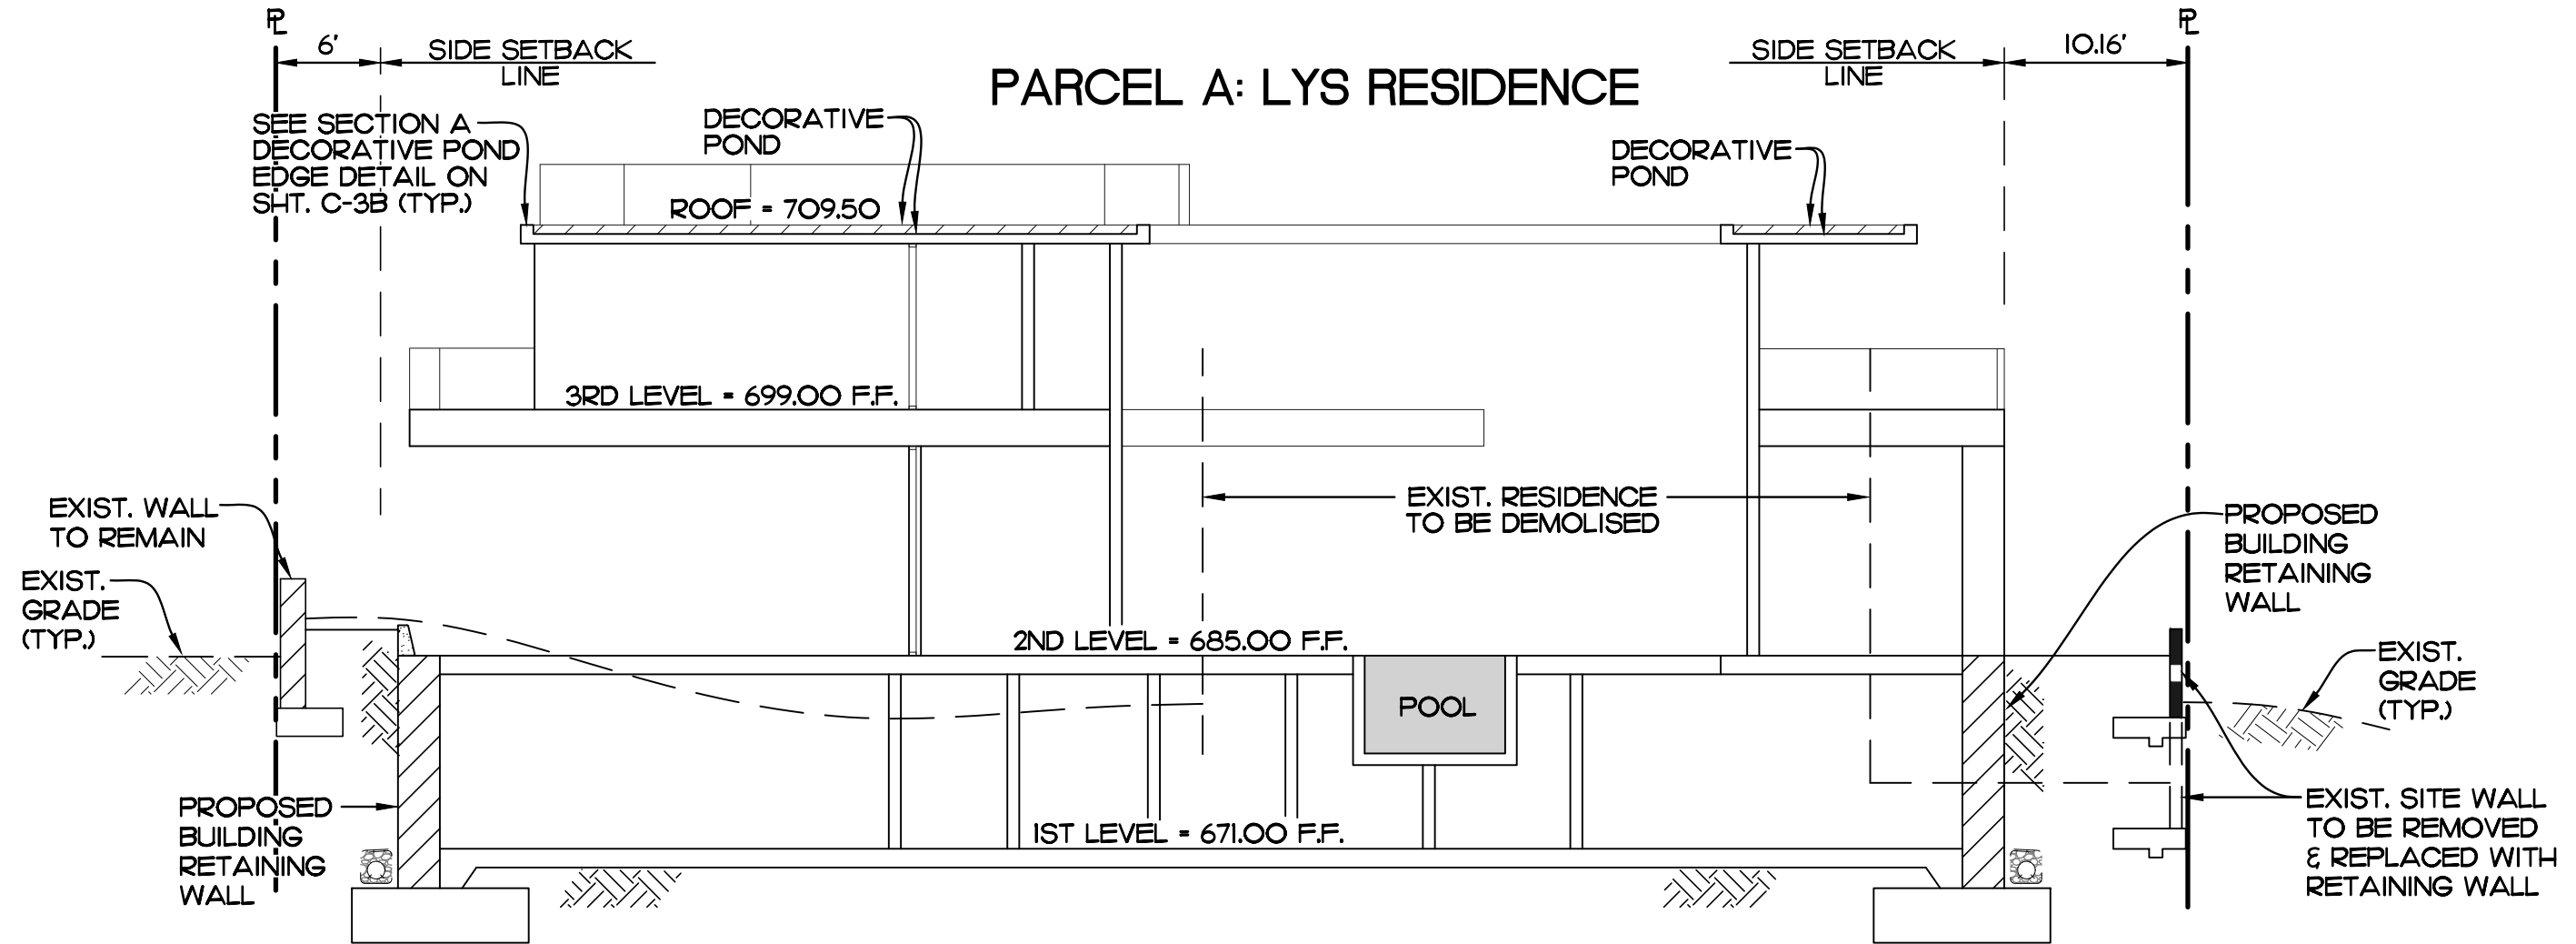 PL
6'
SIDE SETBACK
LINE
PARCEL A: LYS RESIDENCE
SIDE SETBACK
LINE
10.16'
PL
SEE SECTION A
DECORATIVE POND
EDGE DETAIL ON
SHT. C-3B (TYP.)
DECORATIVE
POND
DECORATIVE
POND
ROOF = 709.50
3RD LEVEL = 699.00 F.F.
EXIST. WALL
TO REMAIN
EXIST.
GRADE
(TYP.)
EXIST. RESIDENCE
TO BE DEMOLISED
PROPOSED
BUILDING
RETAINING
WALL
2ND LEVEL = 685.00 F.F.
EXIST.
GRADE
(TYP.)
POOL
PROPOSED
BUILDING
RETAINING
WALL
1ST LEVEL = 671.00 F.F.
EXIST. SITE WALL
TO BE REMOVED
& REPLACED WITH
RETAINING WALL